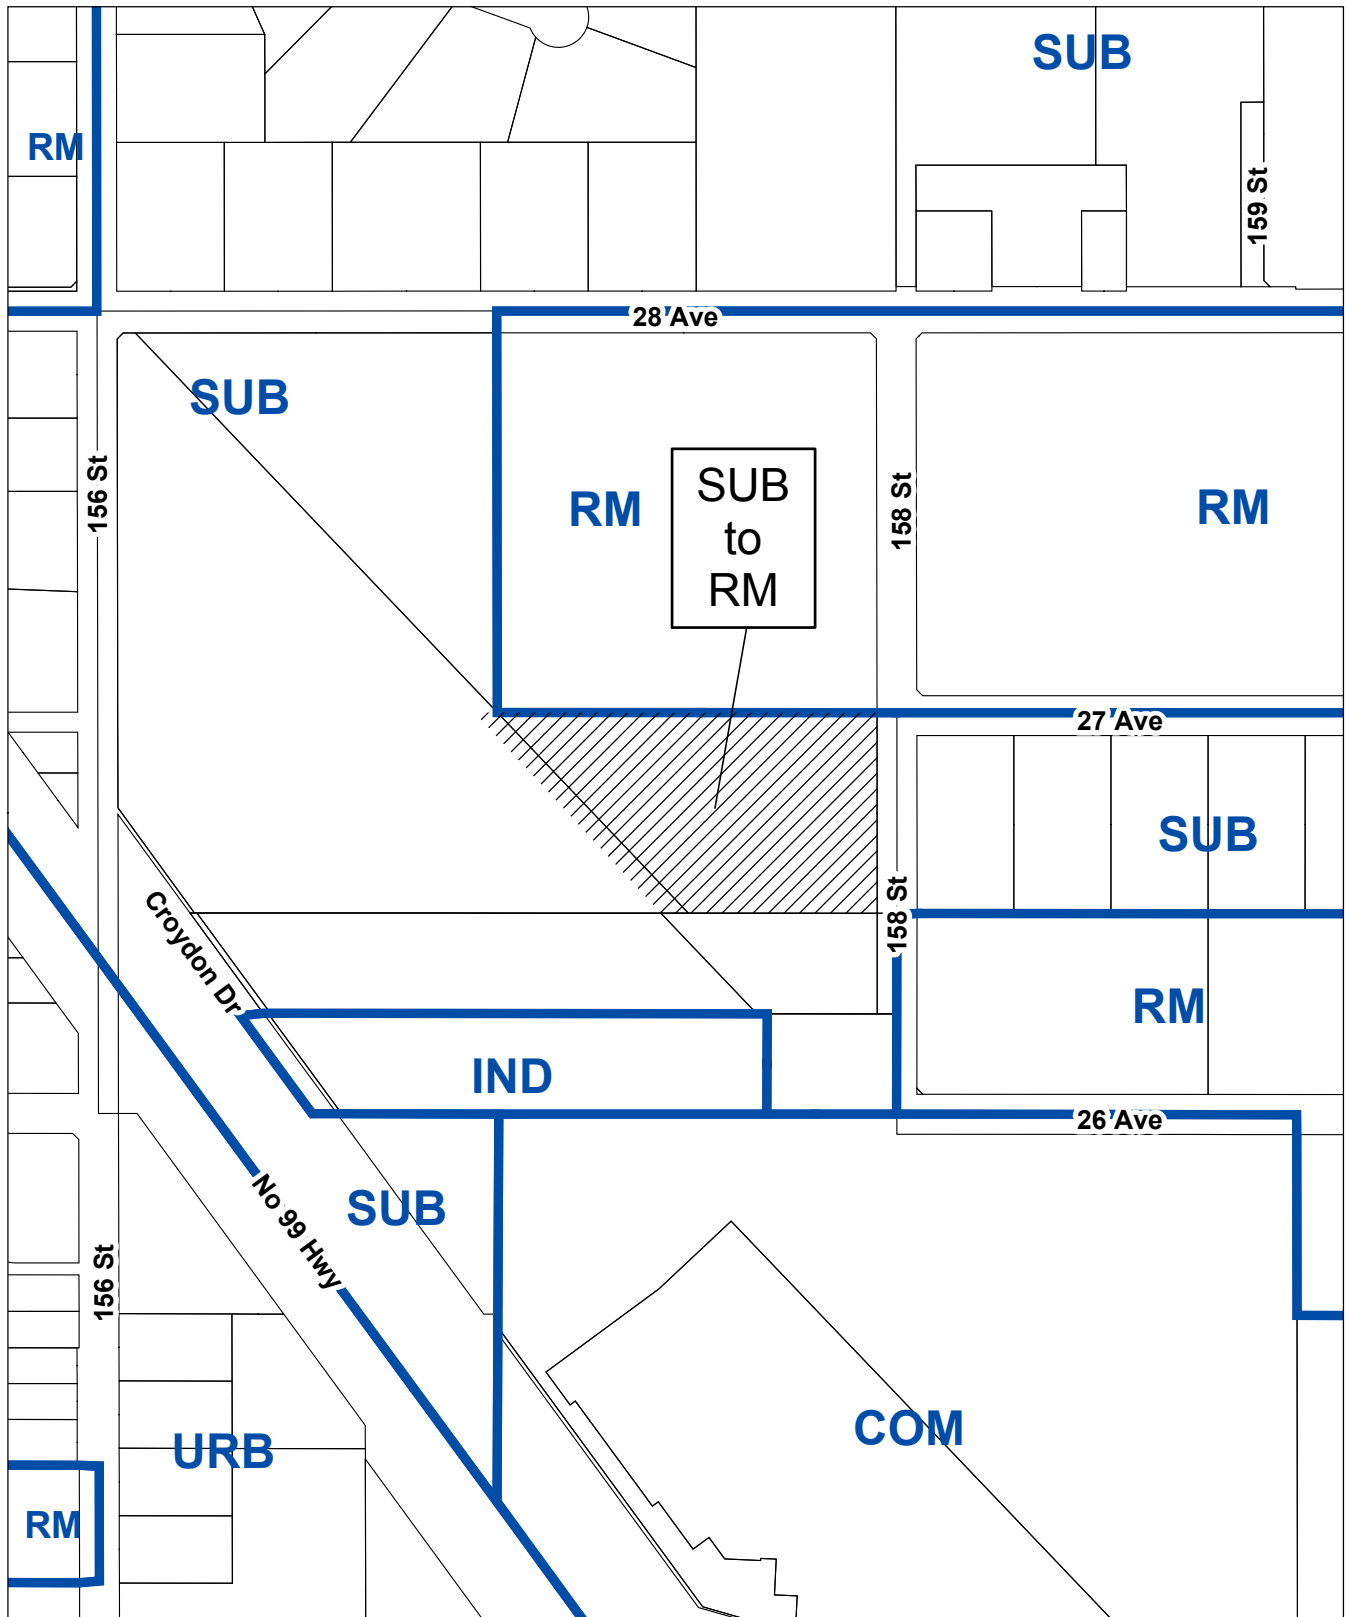 SUB
RM
159 St
28 Ave
SUB
156 St
RM
SUB
to
RM
158 St
RM
27 Ave
SUB
158 St
Croydon Dr
RM
IND
26 Ave
No 99 Hwy
SUB
156 St
COM
URB
RM